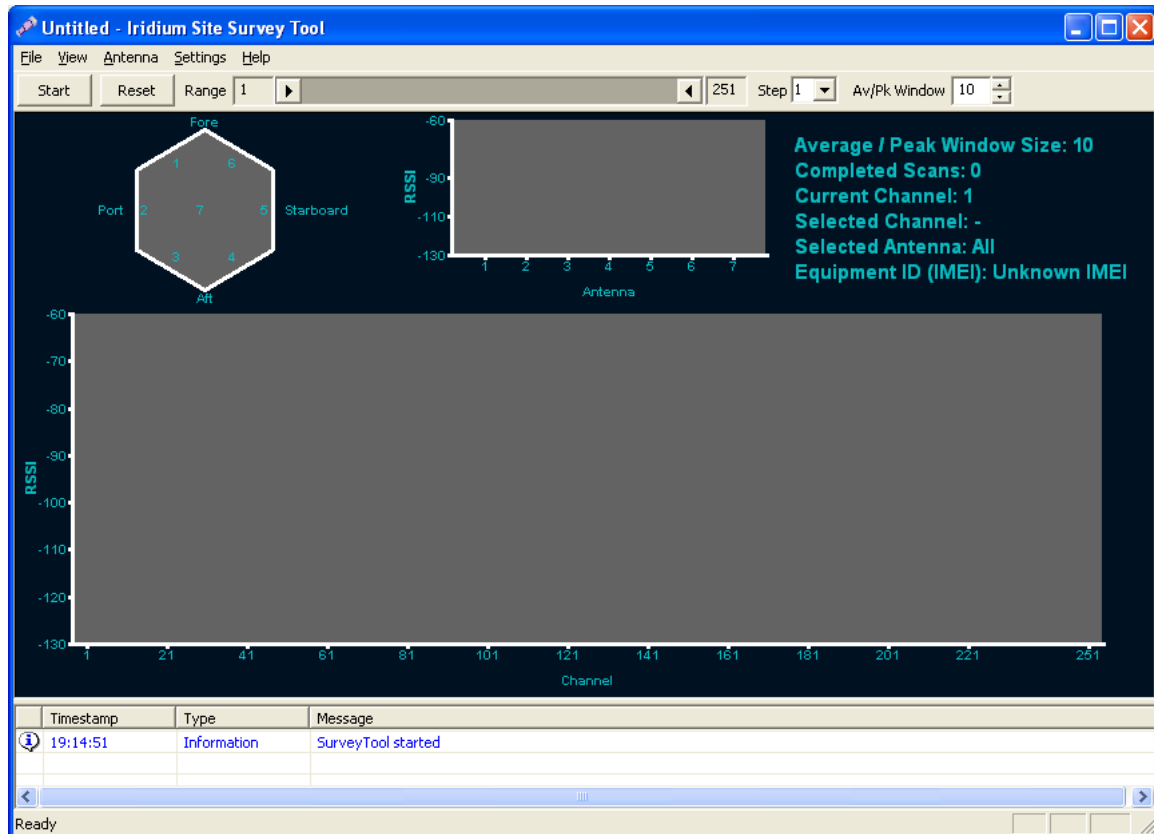 Untitled - Iridium Site Survey Tool
File View Antenna Settings Help
Start Reset Range 1 251 Step 1 Av/Pk Window 10
Fore
1 6
Port 2 7 5 Starboard
3 4
Aft
-60
-90
-110
-130
RSSI
1 2 3 4 5 6 7
Antenna
Average / Peak Window Size: 10
Completed Scans: 0
Current Channel: 1
Selected Channel: -
Selected Antenna: All
Equipment ID (IMEI): Unknown IMEI
-60
-70
-80
-90
-100
-110
-120
-130
RSSI
1 21 41 61 81 101 121 141 161 181 201 221 251
Channel
Timestamp Type Message
19:14:51 Information SurveyTool started
Ready